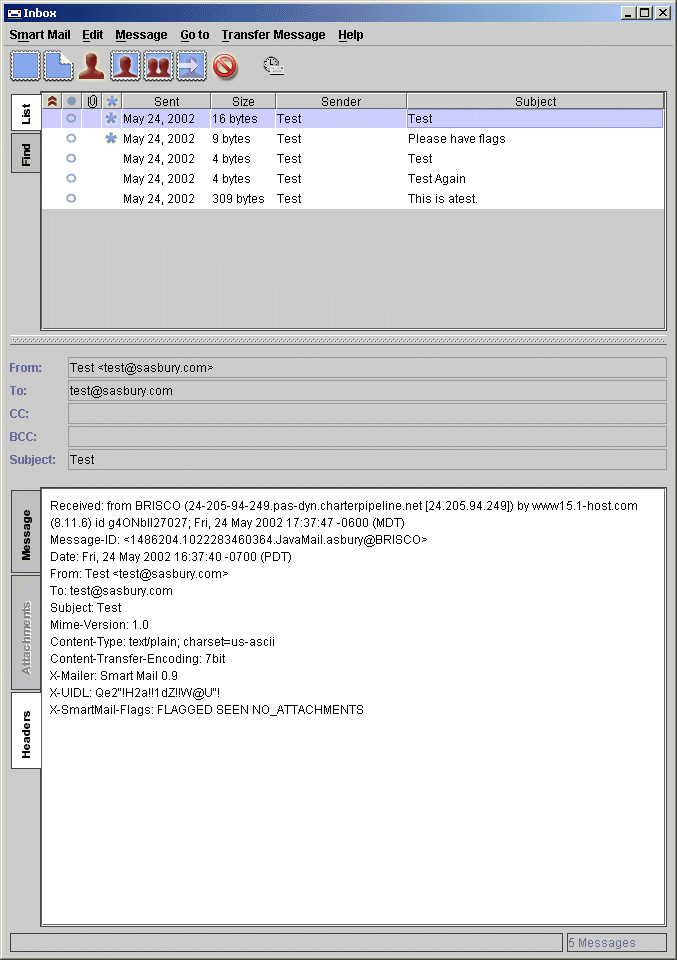 Inbox
Smart Mail Edit Message Go to Transfer Message Help
List
Find
Sent Size Sender Subject
May 24, 2002 16 bytes Test Test
May 24, 2002 9 bytes Test Please have flags
May 24, 2002 4 bytes Test Test
May 24, 2002 4 bytes Test Test Again
May 24, 2002 309 bytes Test This is atest.
From: Test <test@sasbury.com>
To: test@sasbury.com
CC:
BCC:
Subject: Test
Message
Attachments
Headers
Received: from BRISCO (24-205-94-249.pas-dyn.charterpipeline.net [24.205.94.249]) by www15.1-host.com
(8.11.6) id g4ONbII27027; Fri, 24 May 2002 17:37:47 -0600 (MDT)
Message-ID: <1486204.1022283460364.JavaMail.asbury@BRISCO>
Date: Fri, 24 May 2002 16:37:40 -0700 (PDT)
From: Test <test@sasbury.com>
To: test@sasbury.com
Subject: Test
Mime-Version: 1.0
Content-Type: text/plain; charset=us-ascii
Content-Transfer-Encoding: 7bit
X-Mailer: Smart Mail 0.9
X-UIDL: Qe2"!H2a!!1dZ!!W@U"!
X-SmartMail-Flags: FLAGGED SEEN NO_ATTACHMENTS
5 Messages